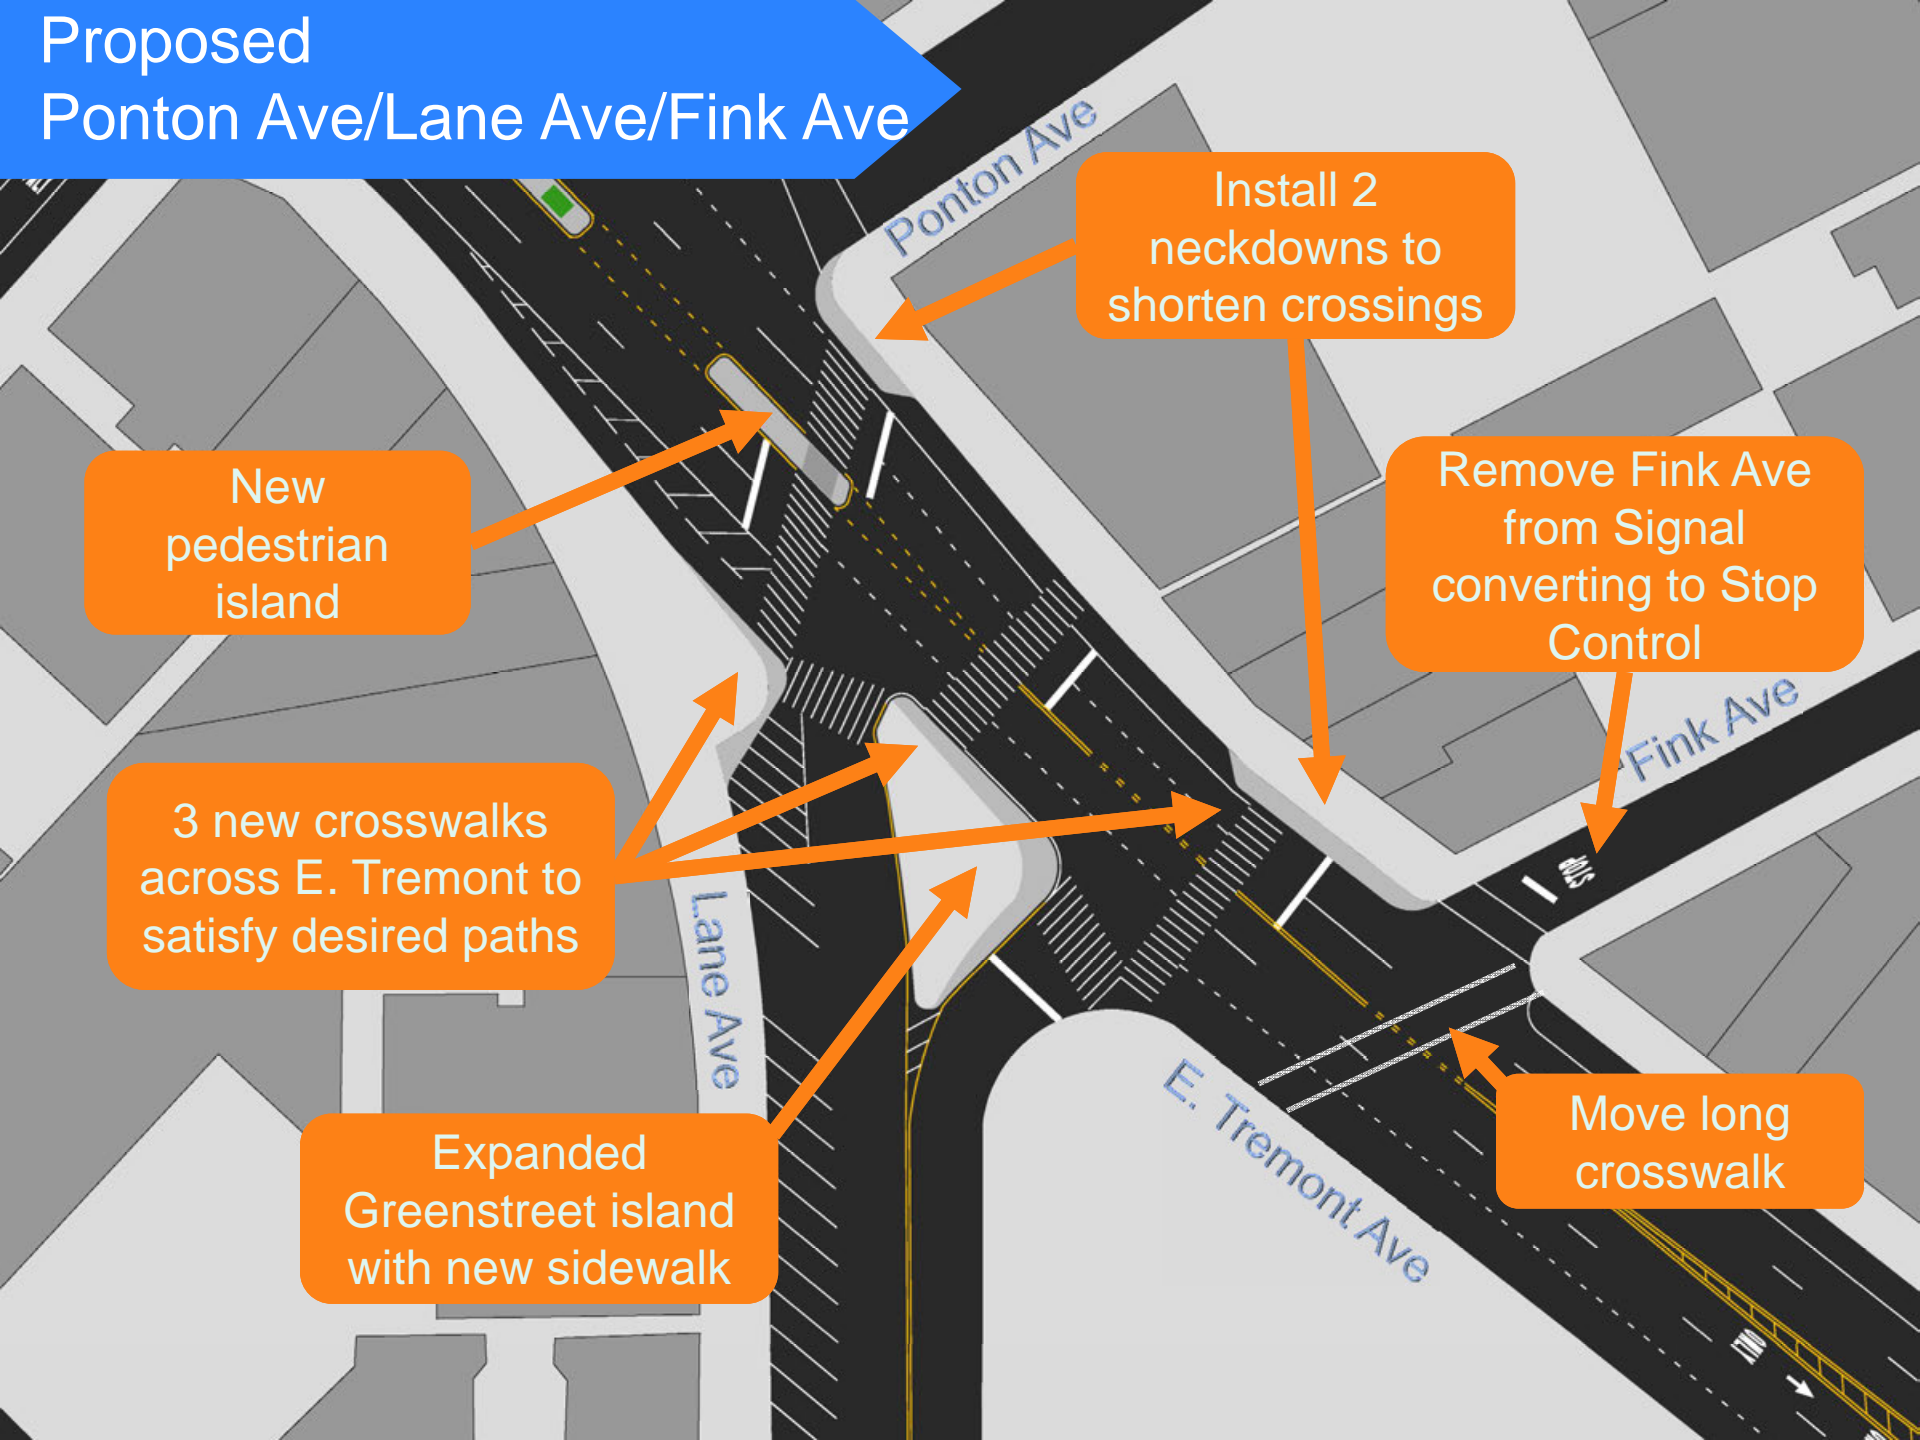 Proposed
Ponton Ave/Lane Ave/Fink Ave
Ponton Ave
Install 2
neckdowns to
shorten crossings
New
pedestrian
island
Remove Fink Ave
from Signal
converting to Stop
Control
Fink Ave
STOP
3 new crosswalks
across E. Tremont to
satisfy desired paths
Lane Ave
E. Tremont Ave
Move long
crosswalk
Expanded
Greenstreet island
with new sidewalk
ONLY